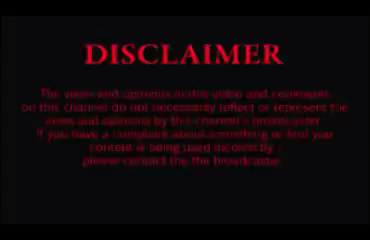 DISCLAIMER
The views and opinions in this video and comments
on this channel do not necessarily reflect or represent the
views and opinions by this channel's broadcaster
if you have a complaint about something or find you
content is being used incorrectly
please contact the the broadcaster